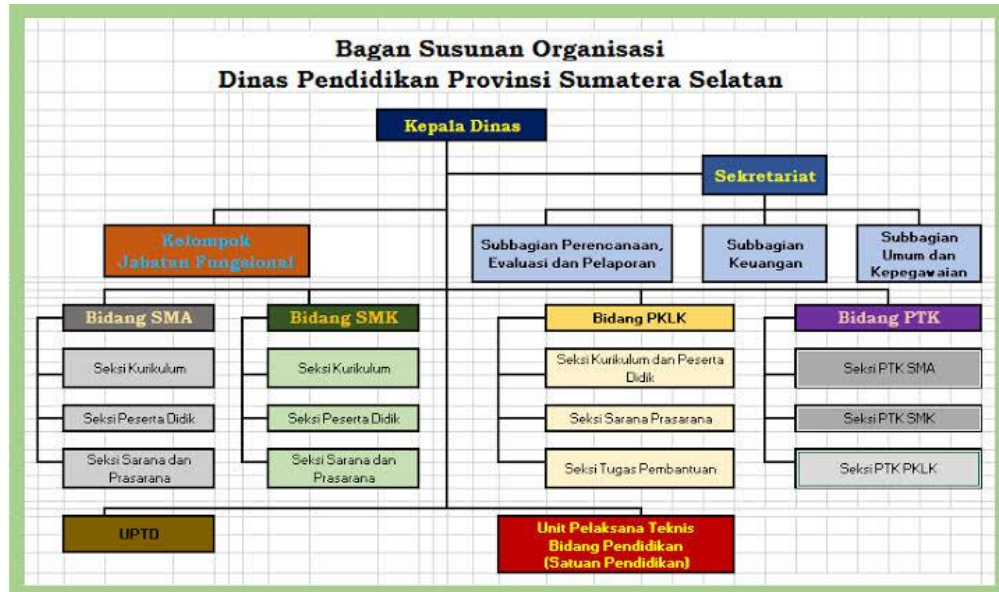 Bagan Susunan Organisasi
Dinas Pendidikan Provinsi Sumatera Selatan
Kepala Dinas
Sekretariat
Kelompok
Jabatan Fungsional
Subbagian Perencanaan,
Evaluasi dan Pelaporan
Subbagian
Keuangan
Subbagian
Umum dan
Kepegawaian
Bidang SMA
Bidang SMK
Bidang PKLK
Bidang PTK
Seksi Kurikulum
Seksi Kurikulum
Seksi Kurikulum dan Peserta
Didik
Seksi PTK SMA
Seksi Peserta Didik
Seksi Peserta Didik
Seksi Sarana Prasarana
Seksi PTK SMK
Seksi Sarana dan
Prasarana
Seksi Sarana dan
Prasarana
Seksi Tugas Pembantuan
Seksi PTK PKLK
UPTD
Unit Pelaksana Teknis
Bidang Pendidikan
(Satuan Pendidikan)